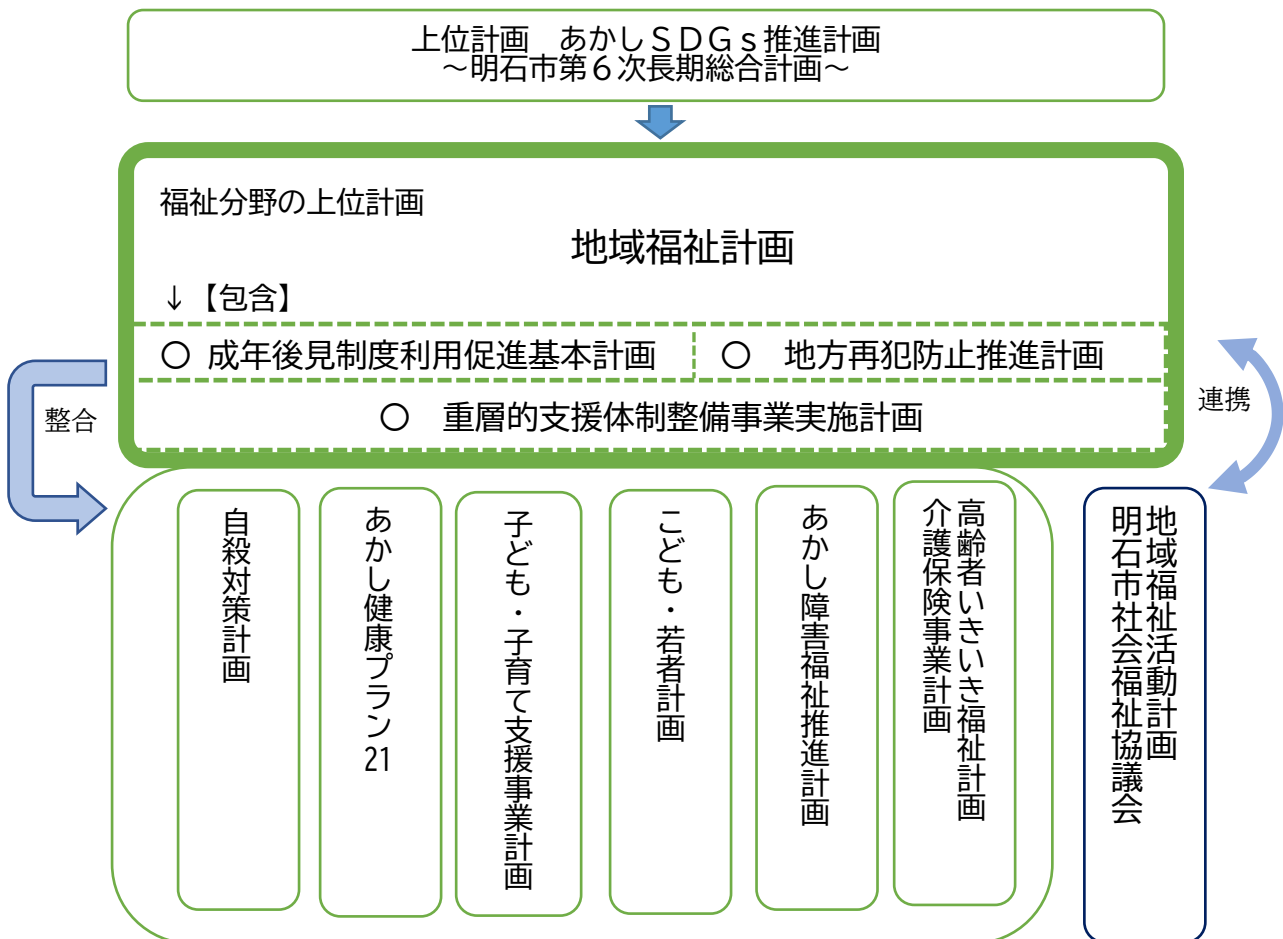 上位計画　あかしＳＤＧｓ推進計画
～明石市第６次長期総合計画～
福祉分野の上位計画
地域福祉計画
↓【包含】
○ 成年後見制度利用促進基本計画
○　地方再犯防止推進計画
○　重層的支援体制整備事業実施計画
整合
連携
自殺対策計画
あかし健康プラン21
子ども・子育て支援事業計画
こども・若者計画
あかし障害福祉推進計画
高齢者いきいき福祉計画
介護保険事業計画
地域福祉活動計画
明石市社会福祉協議会